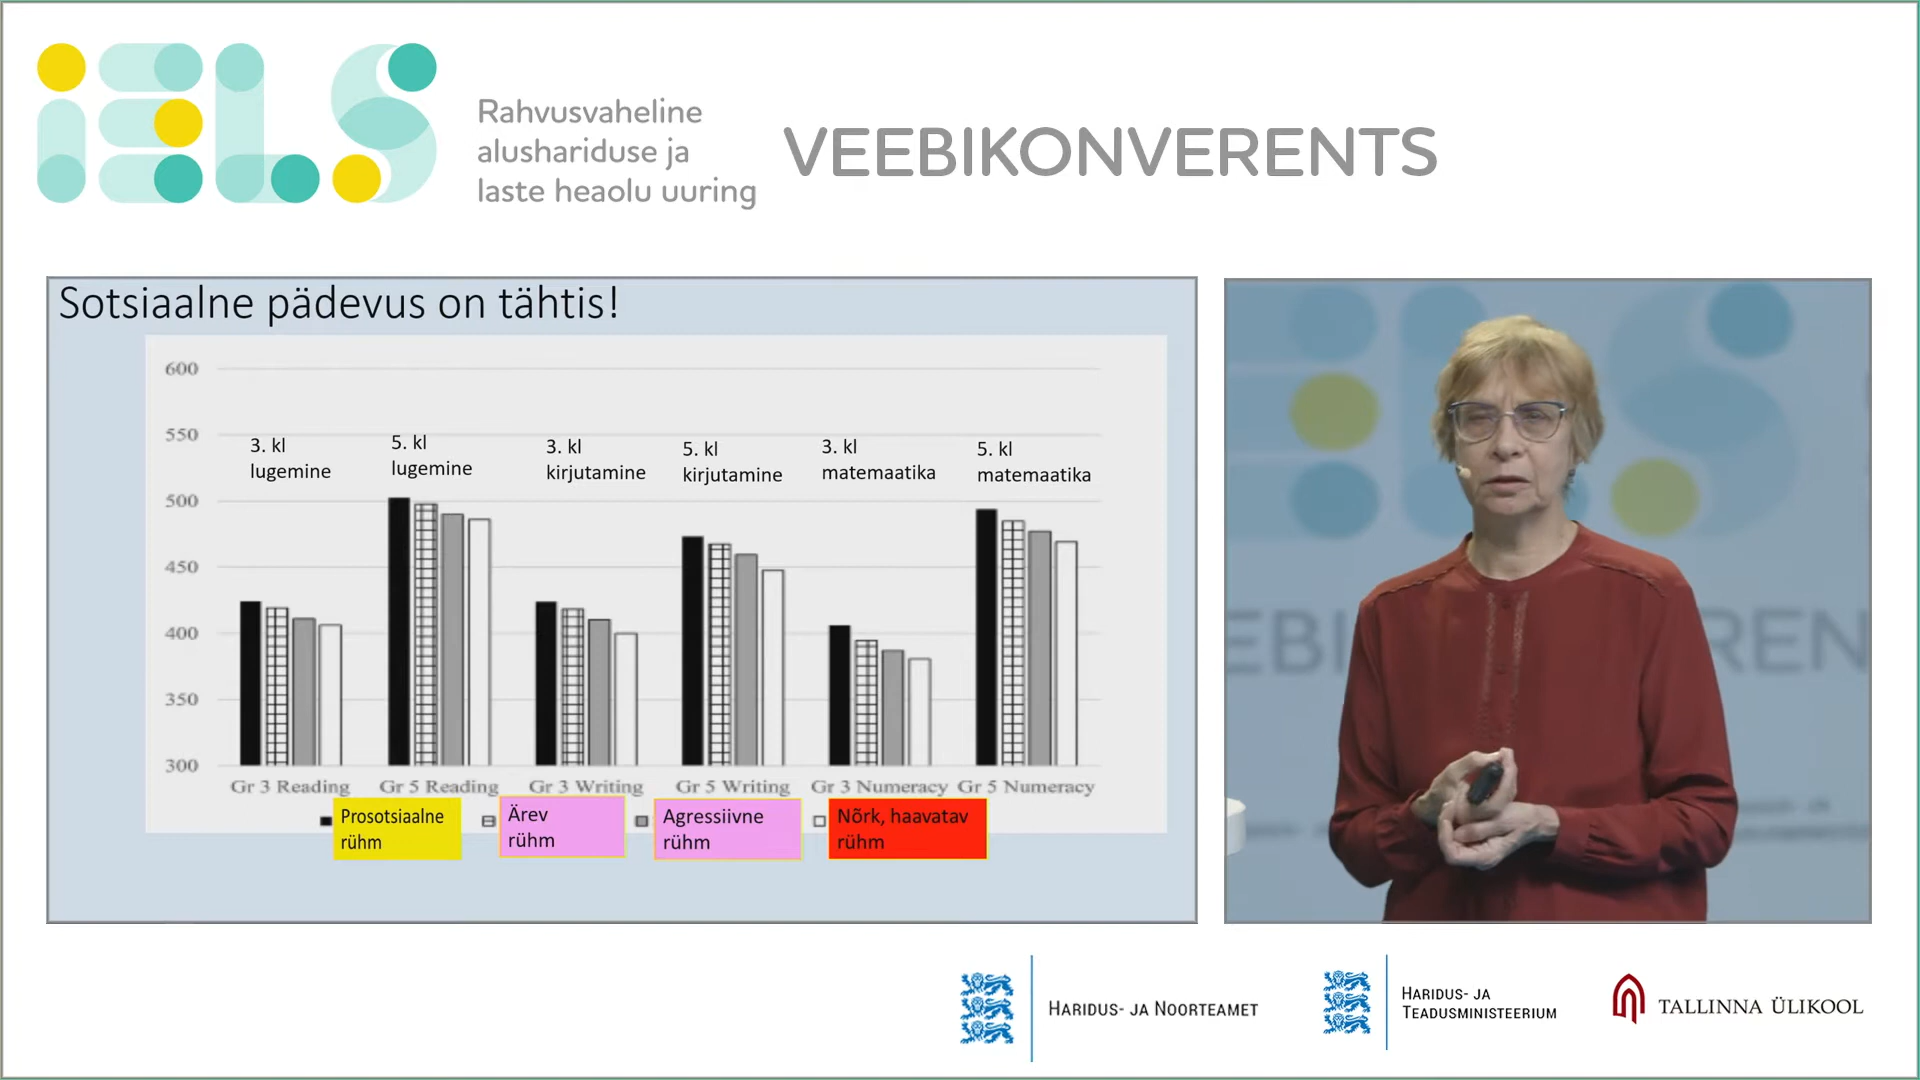 iELS
Rahvusvaheline
alushariduse ja
laste heaolu uuring
VEEBIKONVERENTS
Sotsiaalne pädevus on tähtis!
600
550
500
450
400
350
300
3. kl
lugemine
5. kl
lugemine
3. kl
kirjutamine
5. kl
kirjutamine
3. kl
matemaatika
5. kl
matemaatika
Gr 3 Reading
Gr 5 Reading
Gr 3 Writing
Gr 5 Writing
Gr 3 Numeracy
Gr 5 Numeracy
Prosotsiaalne
rühm
Ärev
rühm
Agressiivne
rühm
Nõrk, haavatav
rühm
EBI
REN
HARIDUS- JA NOORTEAMET
HARIDUS- JA
TEADUSMINISTEERIUM
TALLINNA ÜLIKOOL